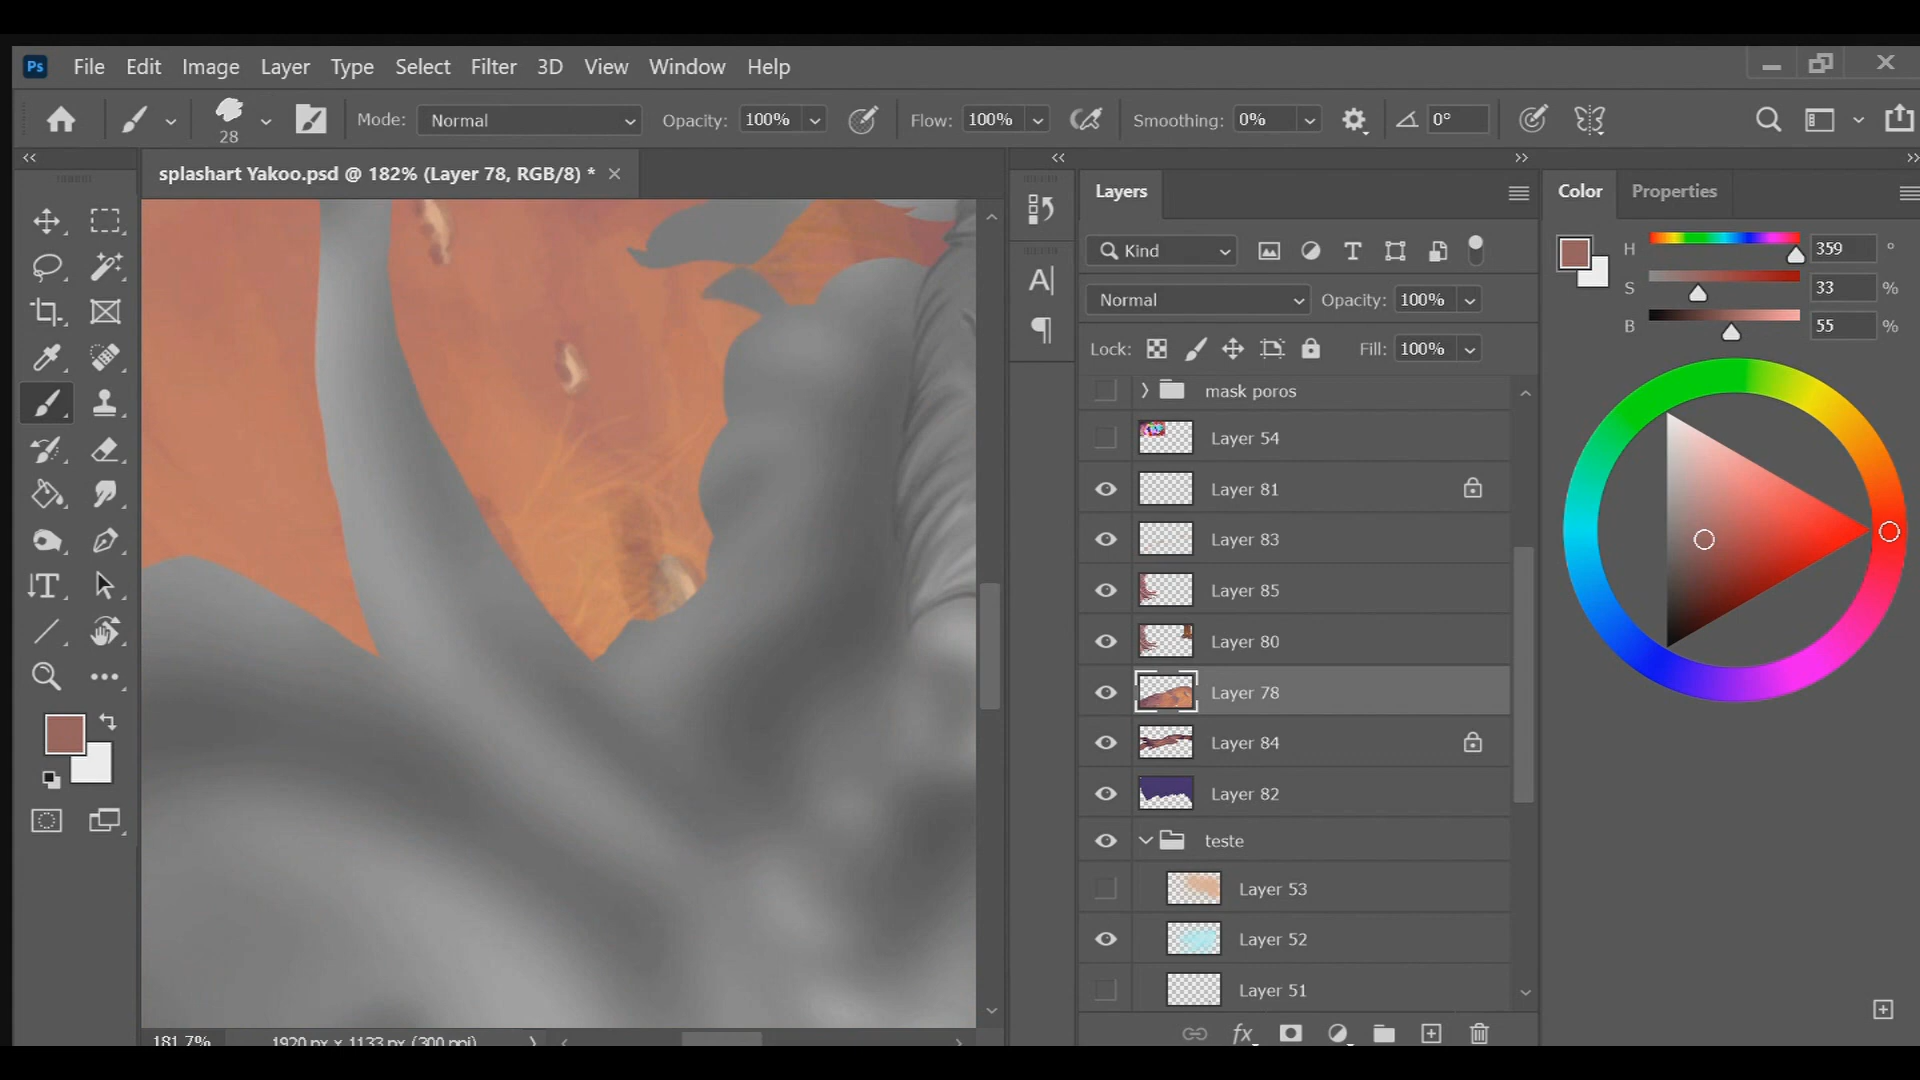 Ps File Edit Image Layer Type Select Filter 3D View Window Help
28 Mode: Normal Opacity: 100% Flow: 100% Smoothing: 0% 0°
splashart Yakoo.psd @ 182% (Layer 78, RGB/8) * ×
Layers
Color Properties
Kind
H 359 °
S 33 %
B 55 %
Normal Opacity: 100%
Lock: Fill: 100%
mask poros
Layer 54
Layer 81
Layer 83
Layer 85
Layer 80
Layer 78
Layer 84
Layer 82
teste
Layer 53
Layer 52
Layer 51
fx
181.7% 1920 px x 1133 px (300 ppi)